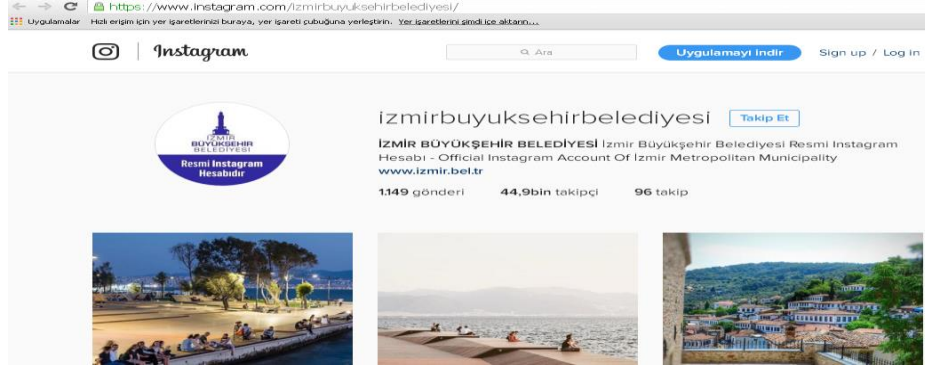 https://www.instagram.com/izmirbuyuksehirbelediyesi/
Uygulamalar Hızlı erişim için yer işaretlerinizi buraya, yer işareti çubuğuna yerleştirin. Yer işaretlerini şimdi içe aktarın...
Instagram
Ara
Uygulamayı indir
Sign up / Log in
izmirbuyuksehirbelediyesi Takip Et
İZMİR
BÜYÜKŞEHİR
BELEDİYESİ
Resmi Instagram
Hesabıdır
İZMİR BÜYÜKŞEHİR BELEDİYESİ İzmir Büyükşehir Belediyesi Resmi Instagram
Hesabı - Official Instagram Account Of İzmir Metropolitan Municipality
www.izmir.bel.tr
1.149 gönderi 44,9bin takipçi 96 takip